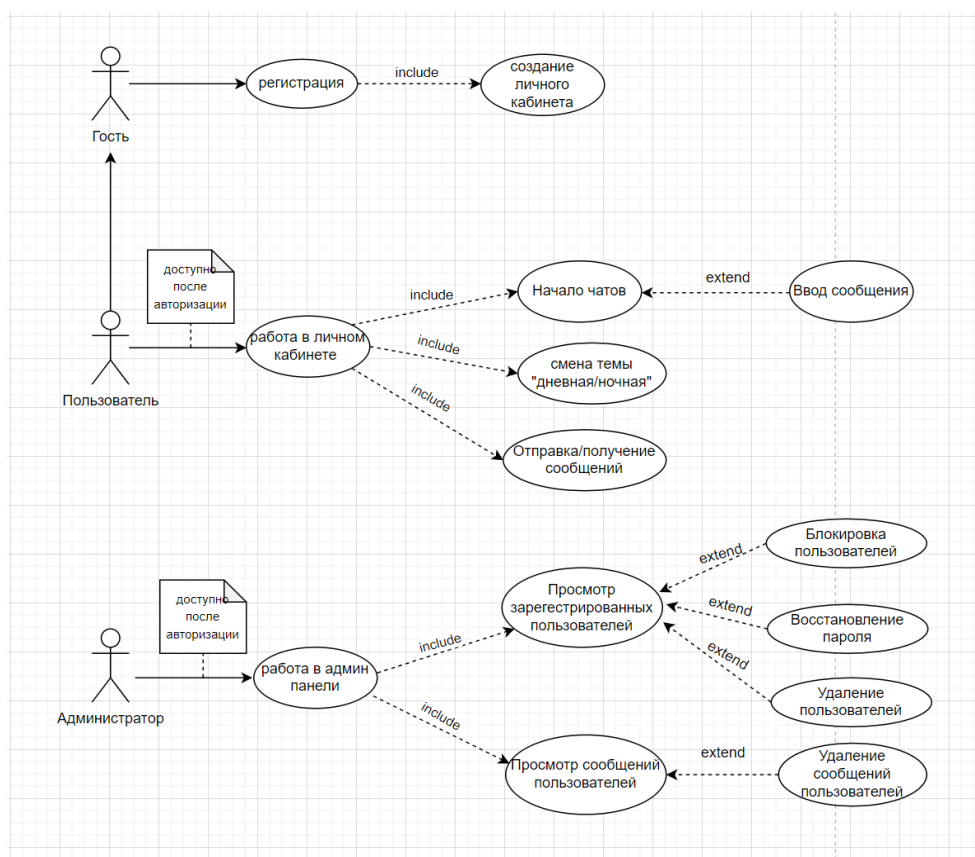 регистрация
include
создание
личного
кабинета
Гость
доступно
после
авторизации
Пользователь
работа в личном
кабинете
include
Начало чатов
extend
Ввод сообщения
include
смена темы
"дневная/ночная"
include
Отправка/получение
сообщений
доступно
после
авторизации
Администратор
работа в админ
панели
include
Просмотр
зарегестрированных
пользователей
extend
Блокировка
пользователей
extend
Восстановление
пароля
extend
Удаление
пользователей
include
Просмотр сообщений
пользователей
extend
Удаление
сообщений
пользователей